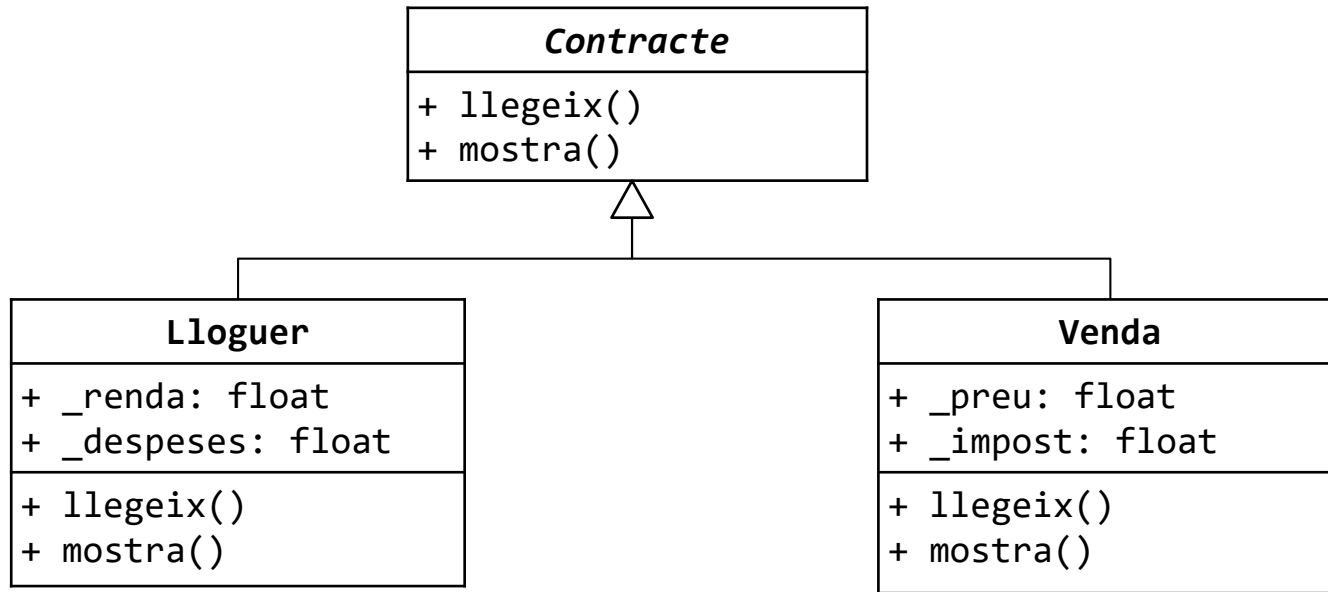 Contracte
+ llegeix()
+ mostra()
Lloguer
+ _renda: float
+ _despeses: float
+ llegeix()
+ mostra()
Venda
+ _preu: float
+ _impost: float
+ llegeix()
+ mostra()